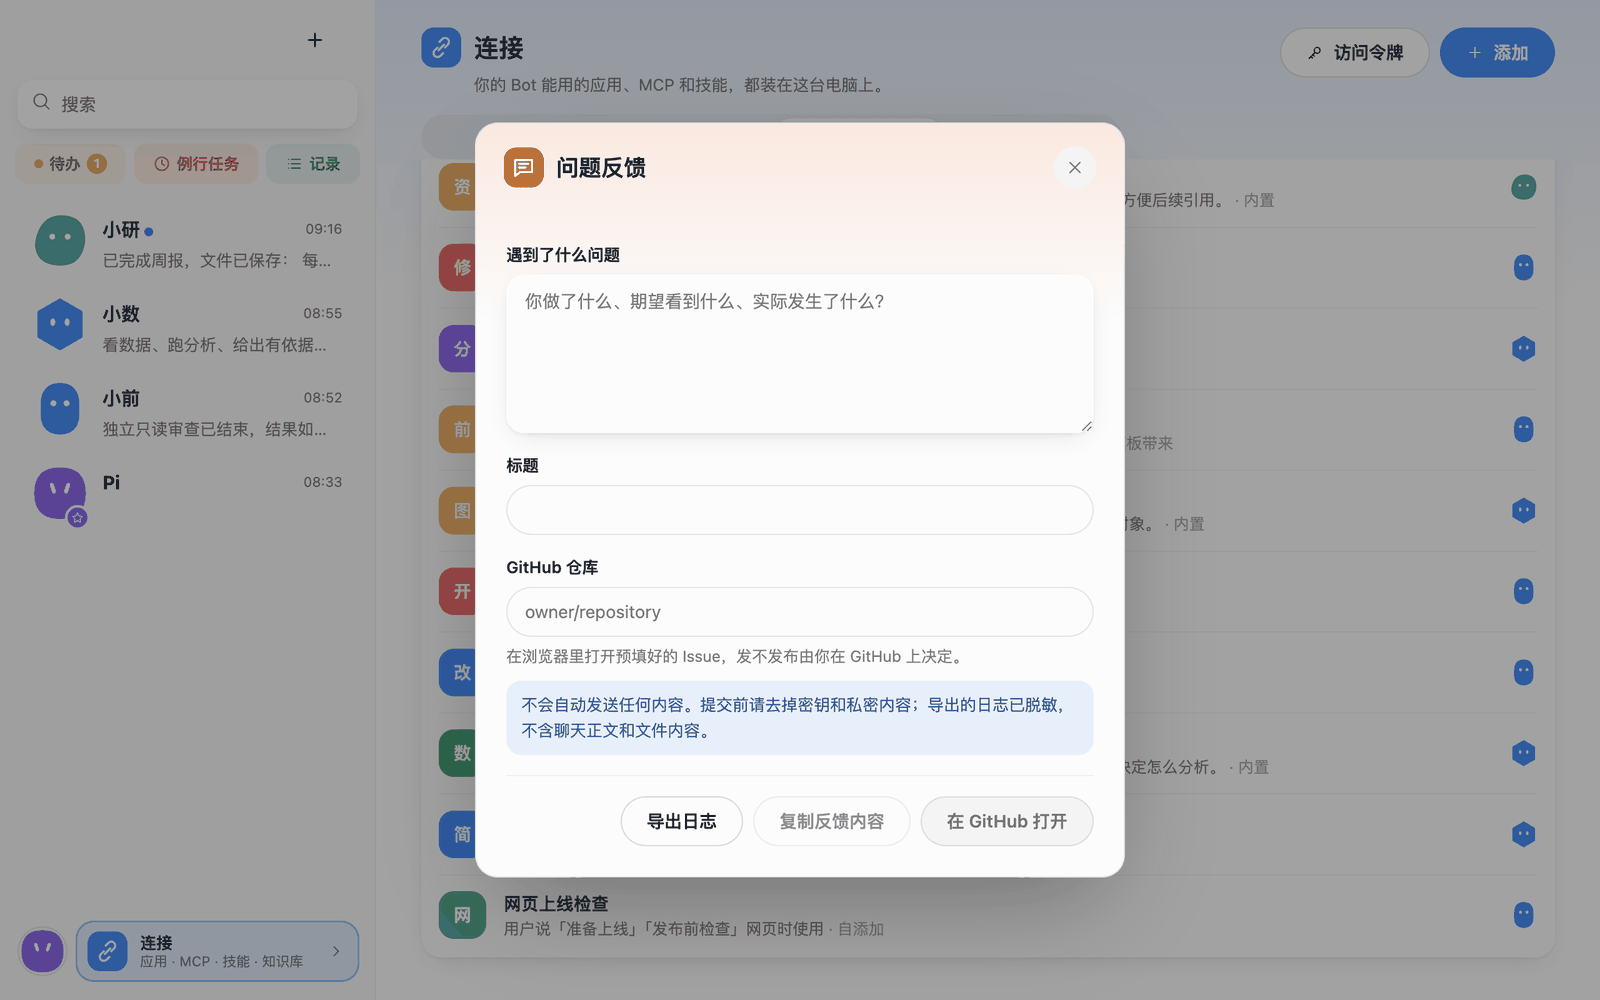 搜索
待办 1
例行任务
记录
小研
09:16
已完成周报，文件已保存： 每...
小数
08:55
看数据、跑分析、给出有依据...
小前
08:52
独立只读审查已结束，结果如...
Pi
08:33
连接
应用 · MCP · 技能 · 知识库
连接
你的 Bot 能用的应用、MCP 和技能，都装在这台电脑上。
访问令牌
添加
资
方便后续引用。 · 内置
修
分
前
板带来
图
对象。 · 内置
开
改
数
决定怎么分析。 · 内置
简
网
网页上线检查
用户说「准备上线」「发布前检查」网页时使用 · 自添加
问题反馈
遇到了什么问题
你做了什么、期望看到什么、实际发生了什么?
标题
GitHub 仓库
owner/repository
在浏览器里打开预填好的 Issue，发不发布由你在 GitHub 上决定。
不会自动发送任何内容。提交前请去掉密钥和私密内容；导出的日志已脱敏，
不含聊天正文和文件内容。
导出日志
复制反馈内容
在 GitHub 打开